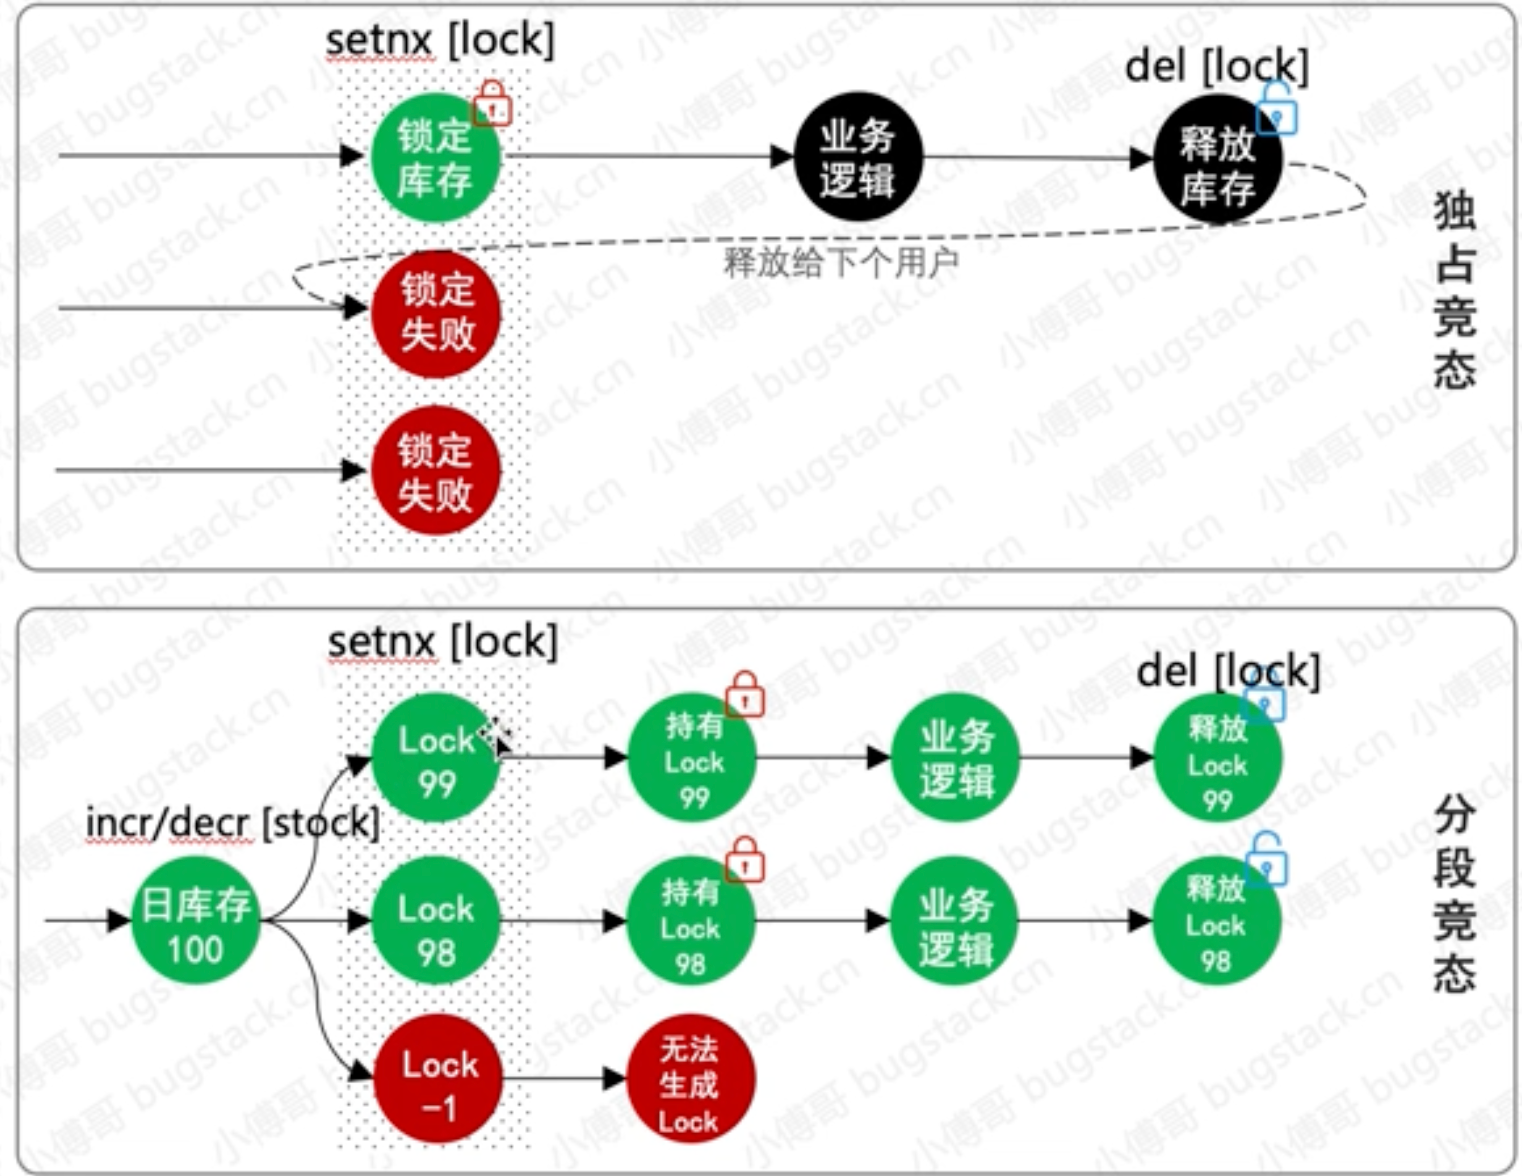 setnx [lock]
del [lock]
锁定
库存
业务
逻辑
释放
库存
释放给下个用户
锁定
失败
锁定
失败
独
占
竞
态
setnx [lock]
del [lock]
incr/decr [stock]
日库存
100
Lock
99
持有
Lock
99
业务
逻辑
释放
Lock
99
Lock
98
持有
Lock
98
业务
逻辑
释放
Lock
98
Lock
-1
无法
生成
Lock
分
段
竞
态
小傅哥 bugstack.cn